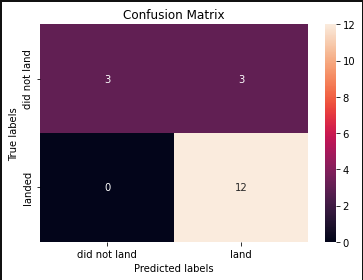 Confusion Matrix
True labels
did not land
landed
3
3
0
12
did not land
land
Predicted labels
12
10
8
6
4
2
0